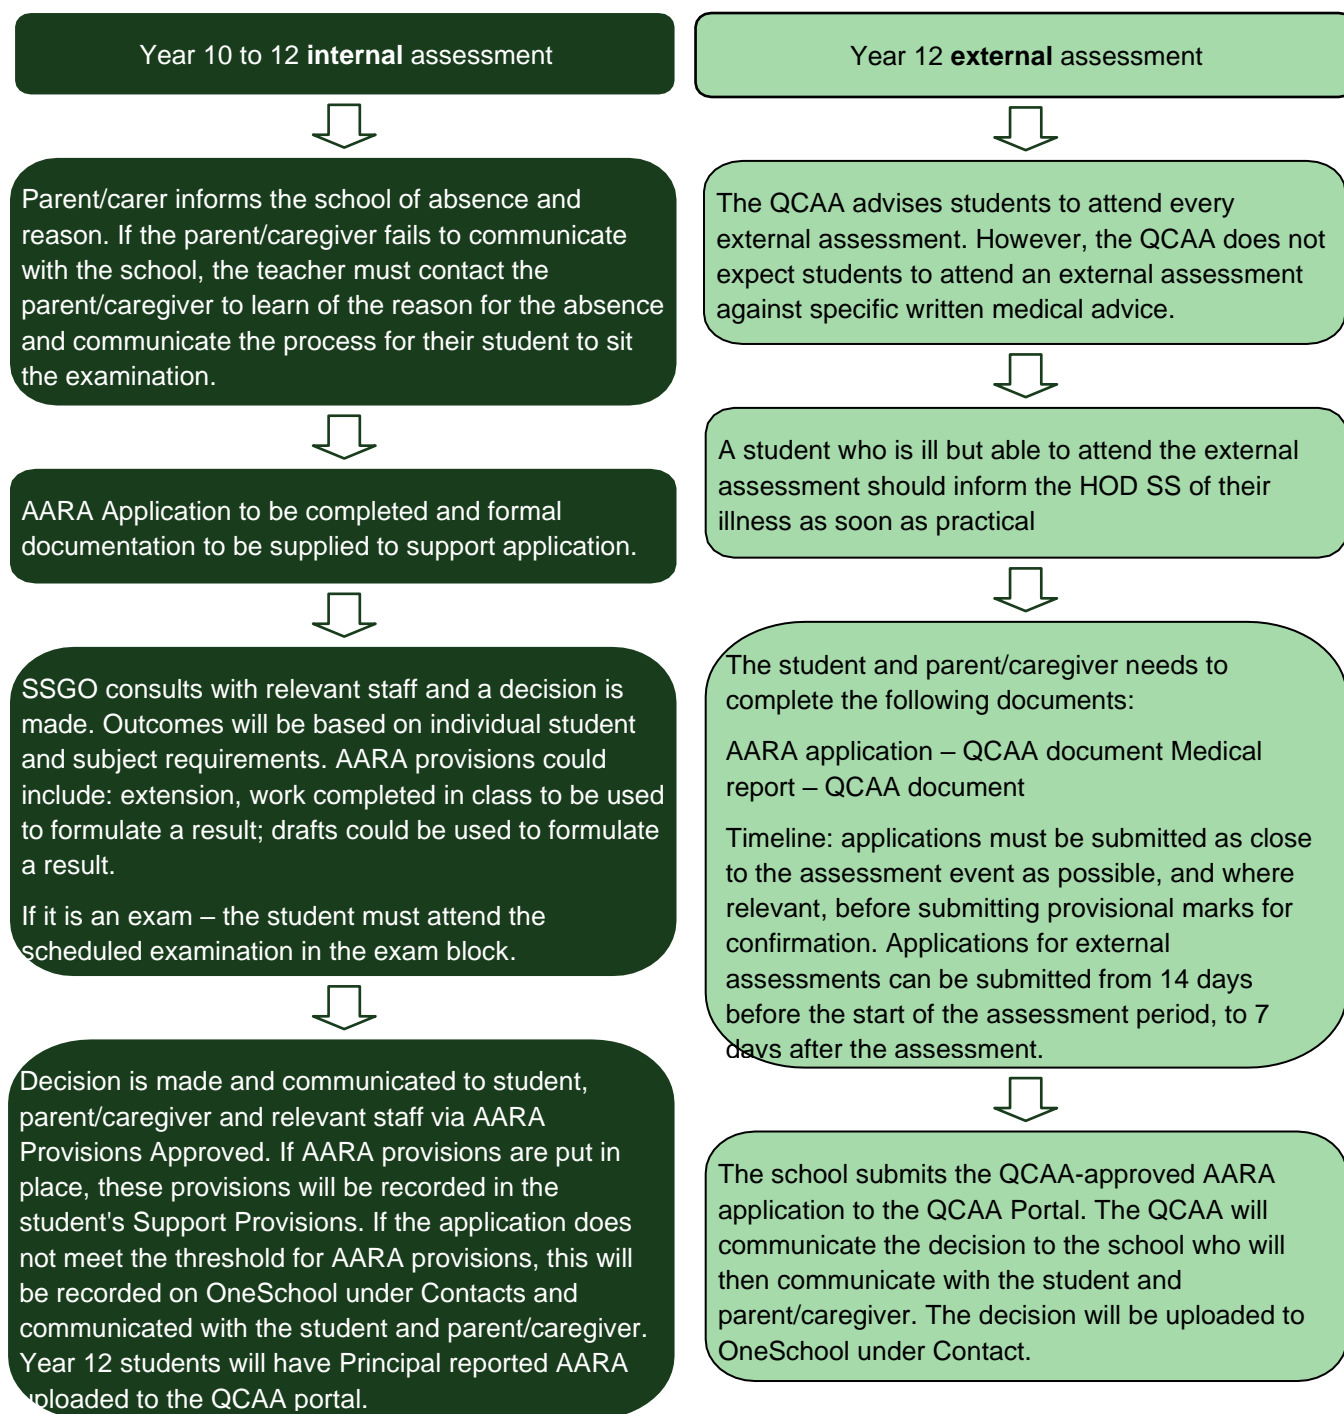 Year 10 to 12 internal assessment
Parent/carer informs the school of absence and
reason. If the parent/caregiver fails to communicate
with the school, the teacher must contact the
parent/caregiver to learn of the reason for the absence
and communicate the process for their student to sit
the examination.
AARA Application to be completed and formal
documentation to be supplied to support application.
SSGO consults with relevant staff and a decision is
made. Outcomes will be based on individual student
and subject requirements. AARA provisions could
include: extension, work completed in class to be used
to formulate a result; drafts could be used to formulate
a result.
If it is an exam – the student must attend the
scheduled examination in the exam block.
Decision is made and communicated to student,
parent/caregiver and relevant staff via AARA
Provisions Approved. If AARA provisions are put in
place, these provisions will be recorded in the
student's Support Provisions. If the application does
not meet the threshold for AARA provisions, this will
be recorded on OneSchool under Contacts and
communicated with the student and parent/caregiver.
Year 12 students will have Principal reported AARA
uploaded to the QCAA portal.
Year 12 external assessment
The QCAA advises students to attend every
external assessment. However, the QCAA does not
expect students to attend an external assessment
against specific written medical advice.
A student who is ill but able to attend the external
assessment should inform the HOD SS of their
illness as soon as practical
The student and parent/caregiver needs to
complete the following documents:
AARA application – QCAA document Medical
report – QCAA document
Timeline: applications must be submitted as close
to the assessment event as possible, and where
relevant, before submitting provisional marks for
confirmation. Applications for external
assessments can be submitted from 14 days
before the start of the assessment period, to 7
days after the assessment.
The school submits the QCAA-approved AARA
application to the QCAA Portal. The QCAA will
communicate the decision to the school who will
then communicate with the student and
parent/caregiver. The decision will be uploaded to
OneSchool under Contact.